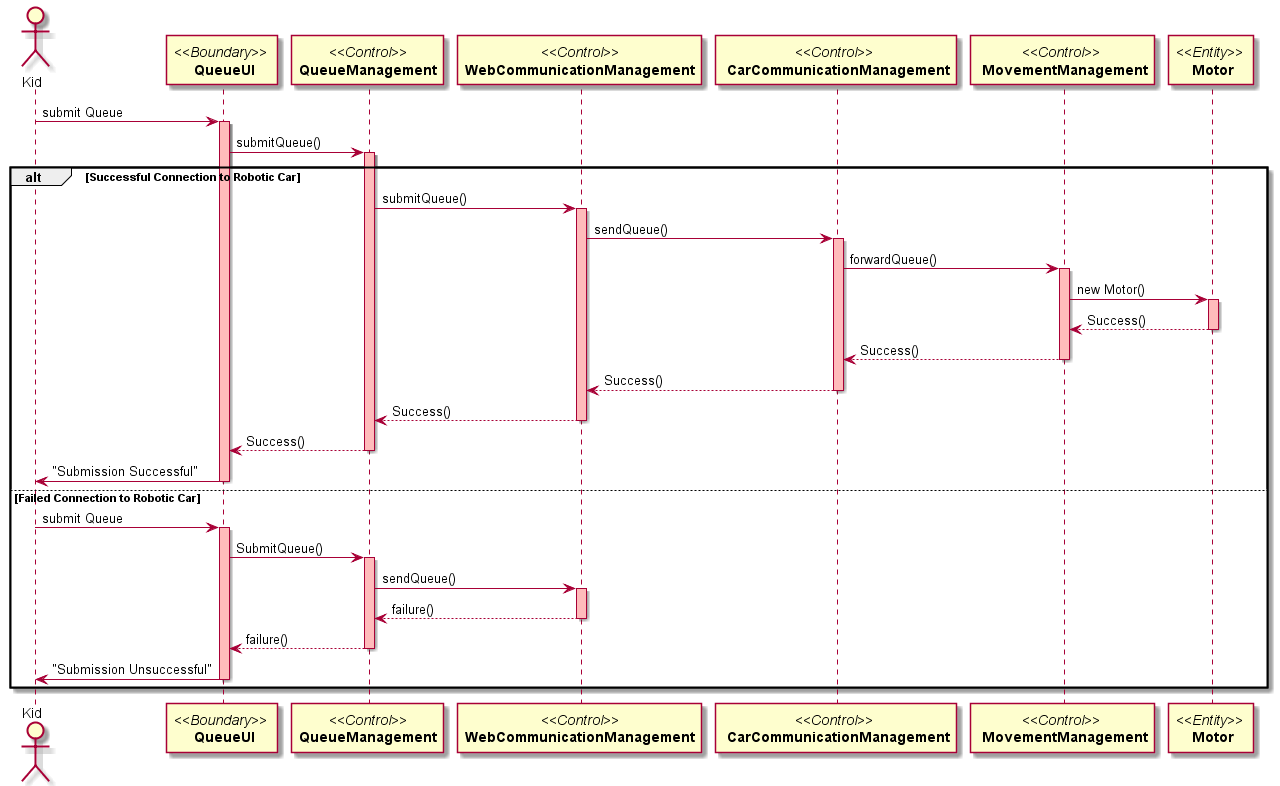 Kid
<<Boundary>>
QueueUI
<<Control>>
QueueManagement
<<Control>>
WebCommunicationManagement
<<Control>>
CarCommunicationManagement
<<Control>>
MovementManagement
<<Entity>>
Motor
submit Queue
submitQueue()
alt
[Successful Connection to Robotic Car]
submitQueue()
sendQueue()
forwardQueue()
new Motor()
Success()
Success()
Success()
Success()
Success()
"Submission Successful"
[Failed Connection to Robotic Car]
submit Queue
SubmitQueue()
sendQueue()
failure()
failure()
"Submission Unsuccessful"
Kid
<<Boundary>>
QueueUI
<<Control>>
QueueManagement
<<Control>>
WebCommunicationManagement
<<Control>>
CarCommunicationManagement
<<Control>>
MovementManagement
<<Entity>>
Motor